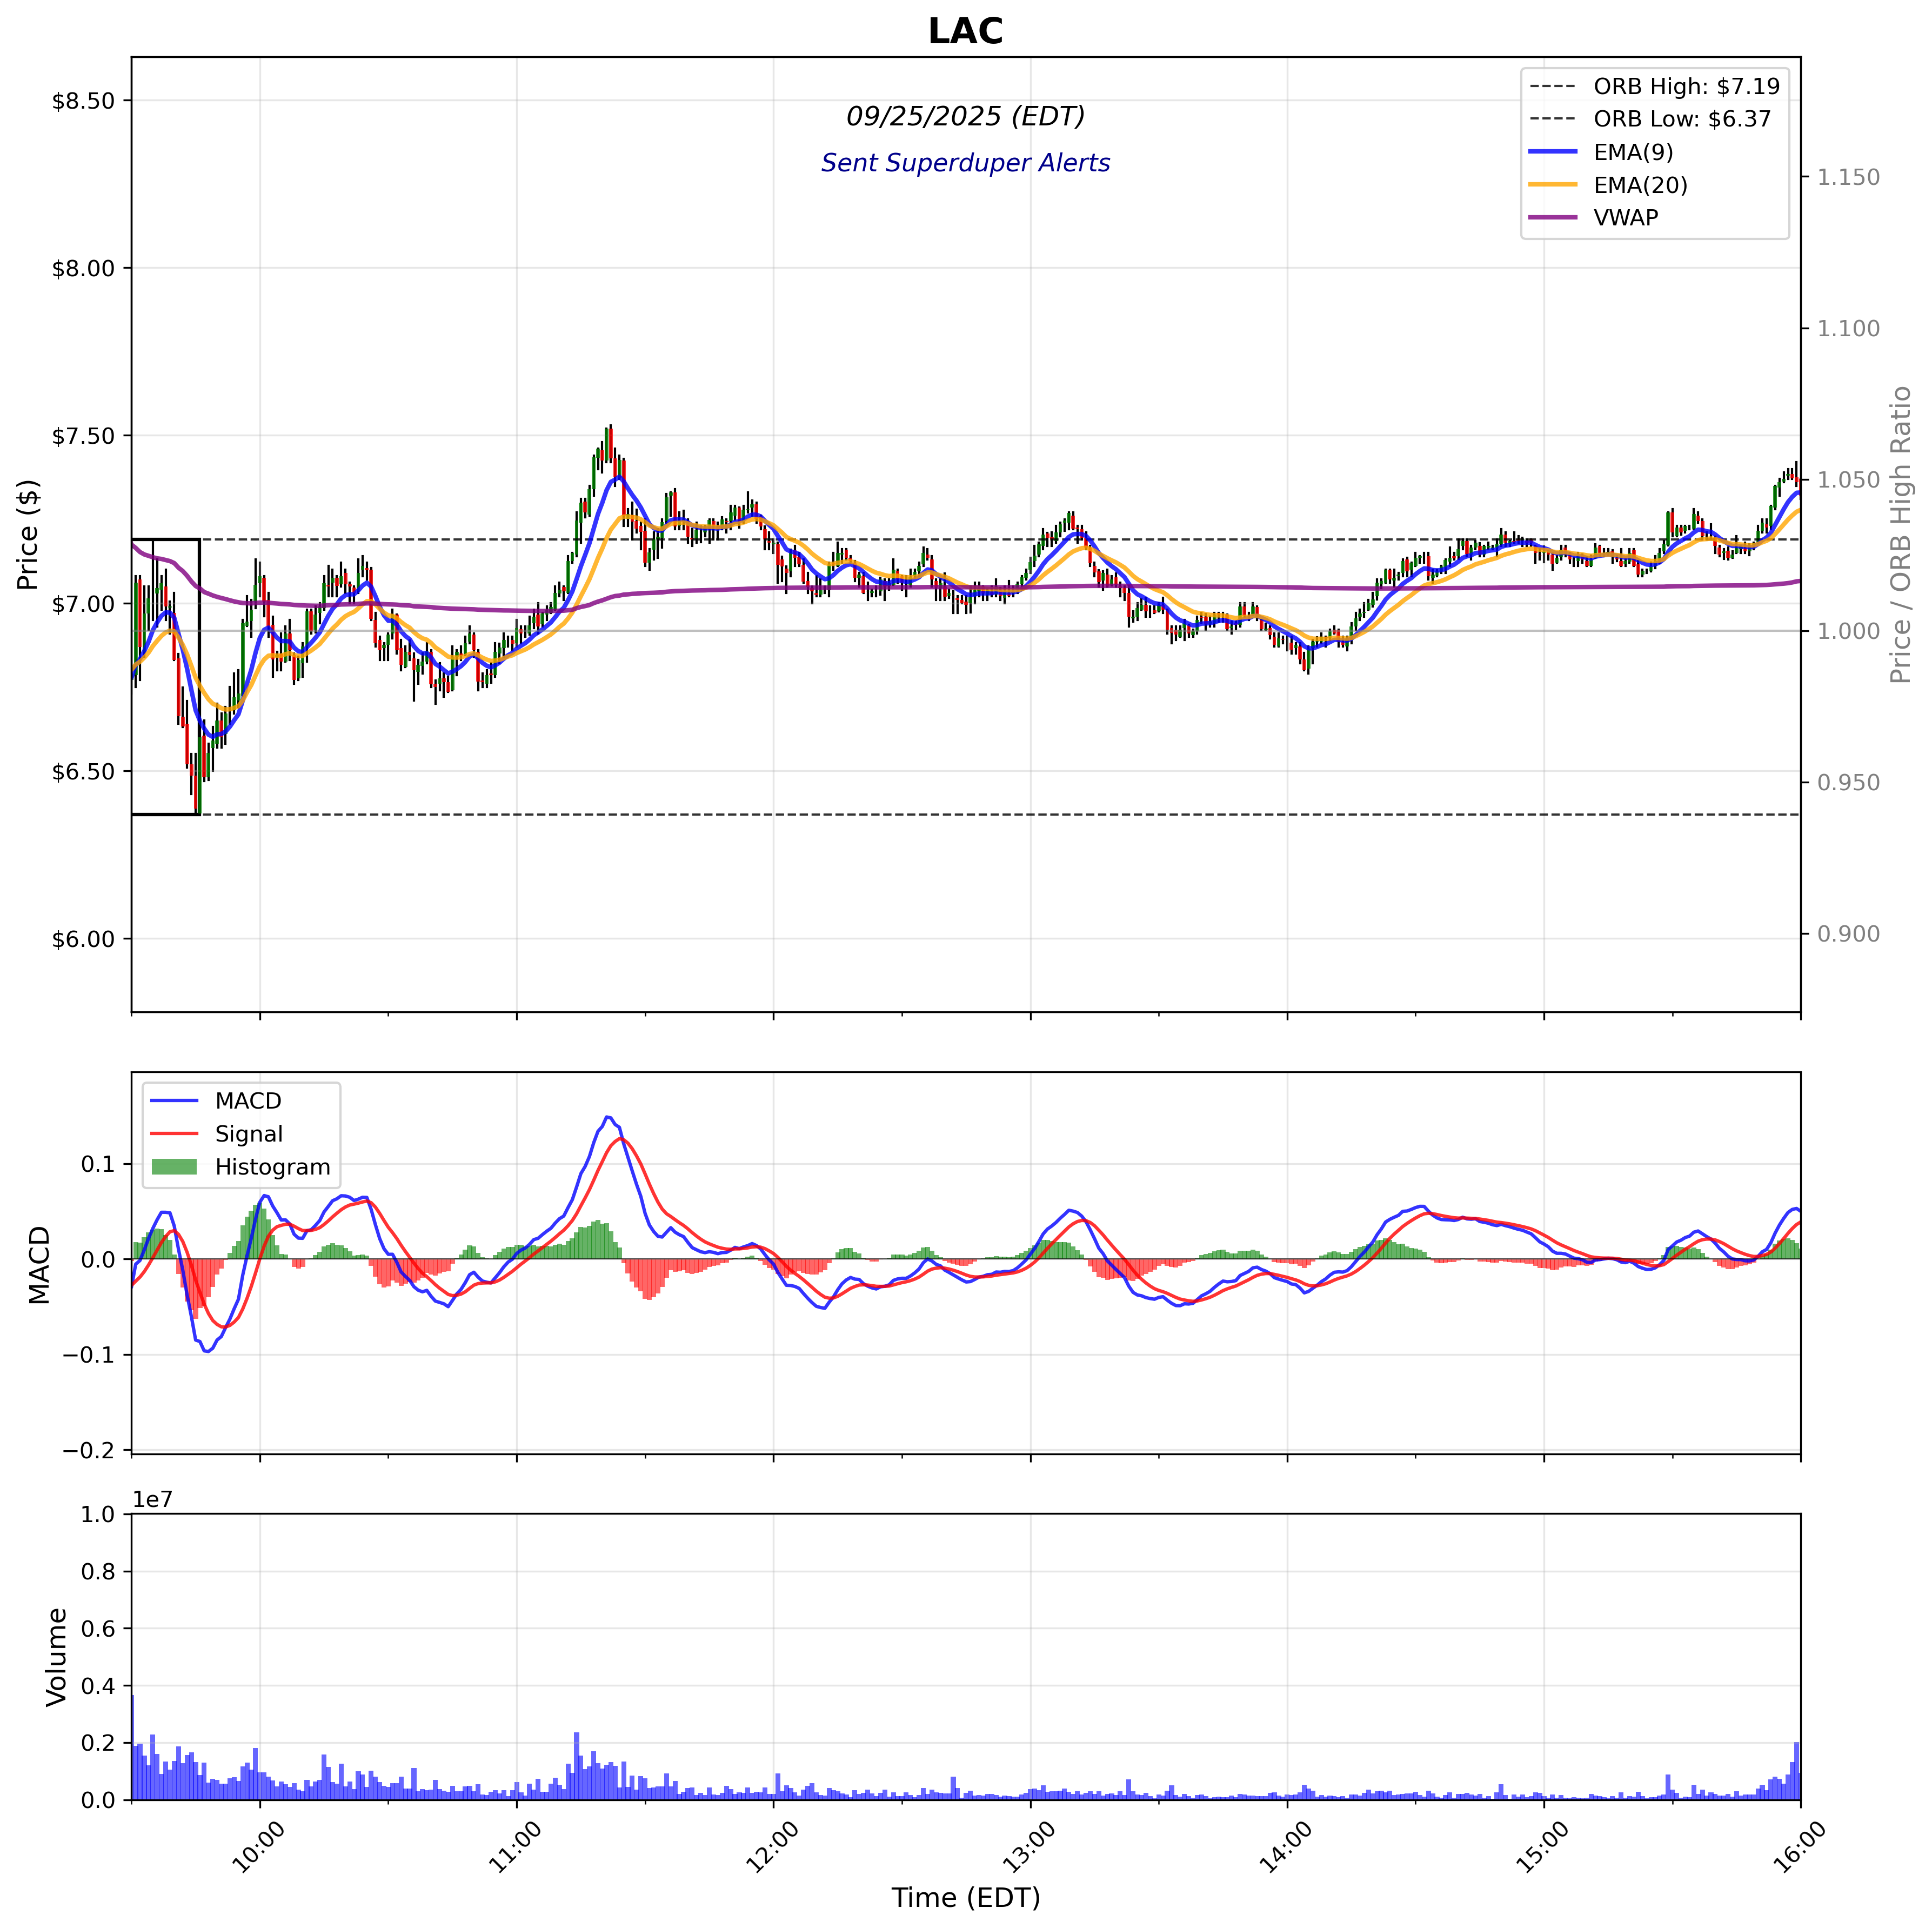 LAC
09/25/2025 (EDT)
Sent Superduper Alerts
ORB High: $7.19
ORB Low: $6.37
EMA(9)
EMA(20)
VWAP
Price ($)
$8.50
$8.00
$7.50
$7.00
$6.50
$6.00
1.150
1.100
1.050
1.000
0.950
0.900
Price / ORB High Ratio
MACD
Signal
Histogram
MACD
0.1
0.0
−0.1
−0.2
1e7
Volume
1.0
0.8
0.6
0.4
0.2
0.0
10:00
11:00
12:00
13:00
14:00
15:00
16:00
Time (EDT)